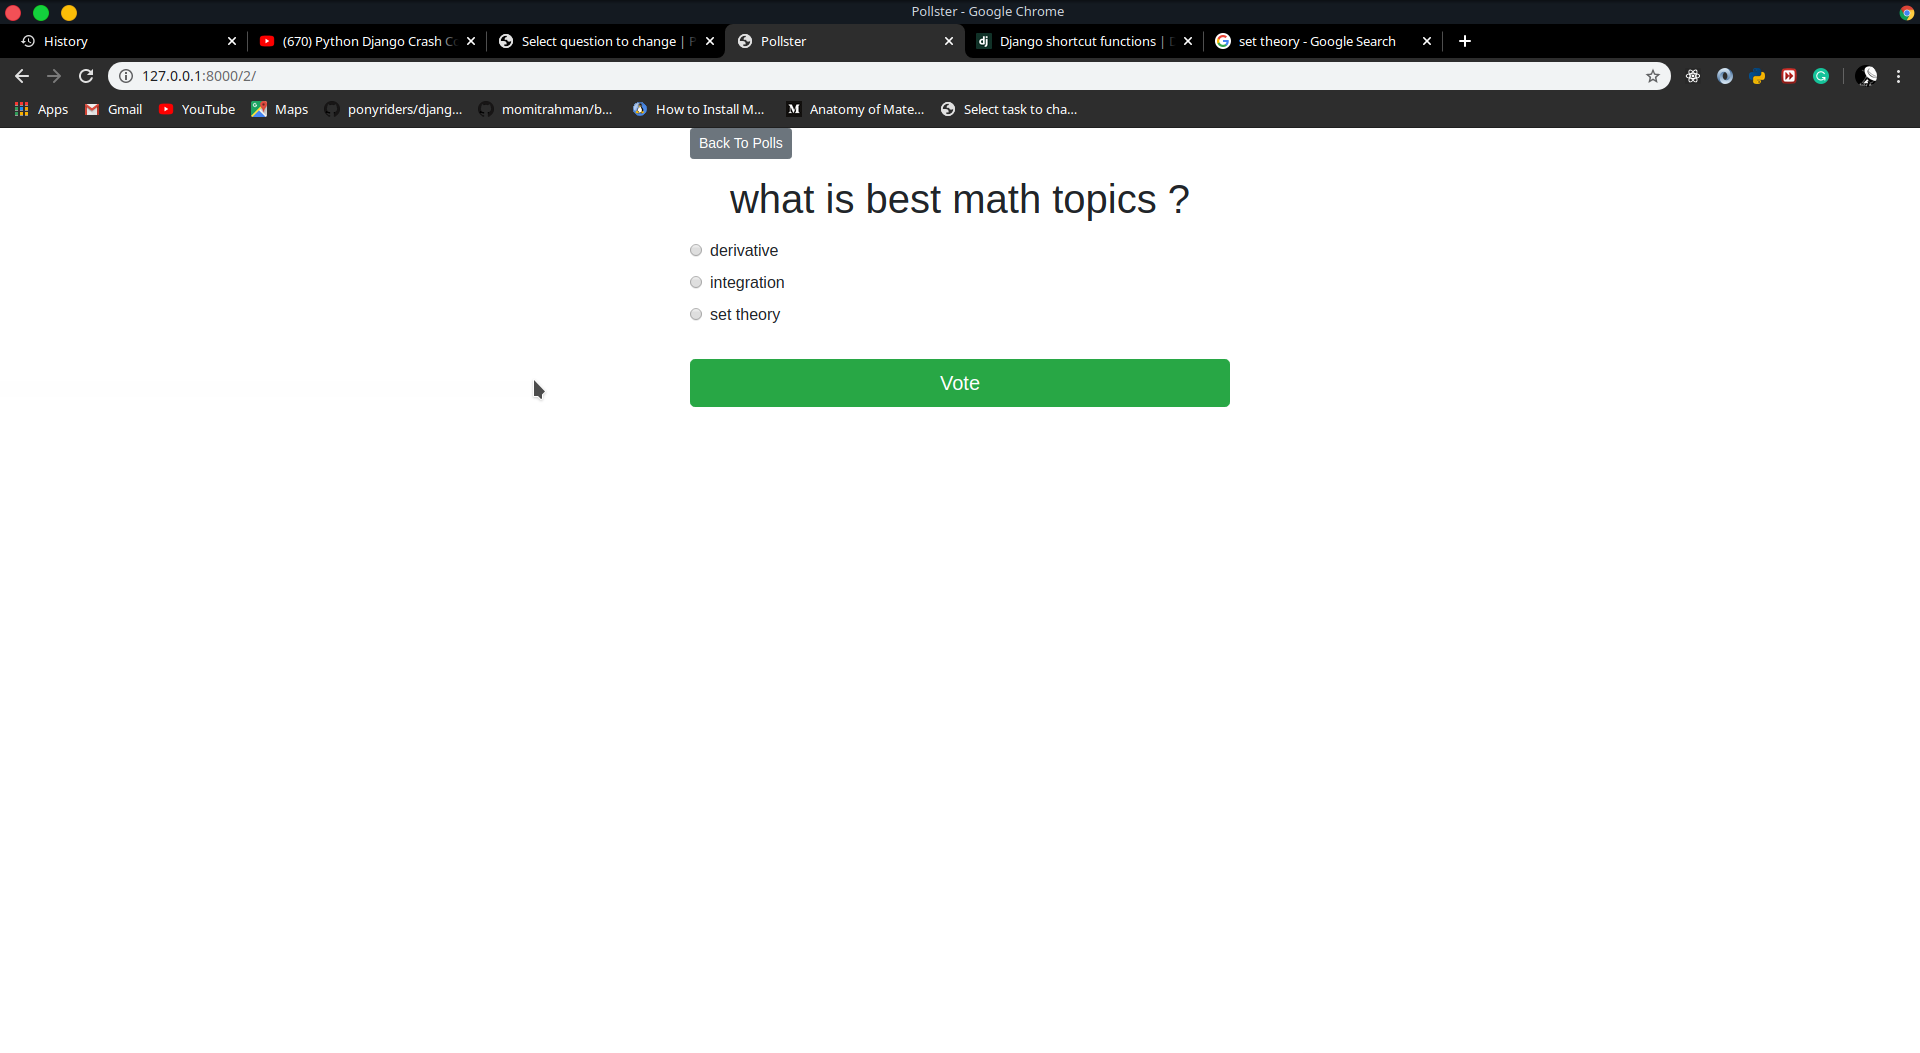 Pollster - Google Chrome
History
(670) Python Django Crash Co
Select question to change | P
Pollster
Django shortcut functions | D
set theory - Google Search
127.0.0.1:8000/2/
Apps
Gmail
YouTube
Maps
ponyriders/djang...
momitrahman/b...
How to Install M...
Anatomy of Mate...
Select task to cha...
Back To Polls
what is best math topics ?
derivative
integration
set theory
Vote